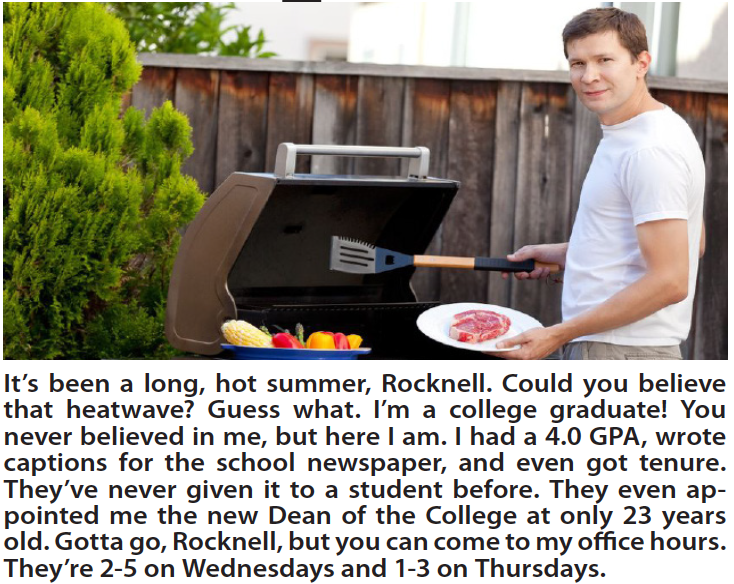 It’s been a long, hot summer, Rocknell. Could you believe
that heatwave? Guess what. I’m a college graduate! You
never believed in me, but here I am. I had a 4.0 GPA, wrote
captions for the school newspaper, and even got tenure.
They’ve never given it to a student before. They even ap-
pointed me the new Dean of the College at only 23 years
old. Gotta go, Rocknell, but you can come to my office hours.
They’re 2-5 on Wednesdays and 1-3 on Thursdays.